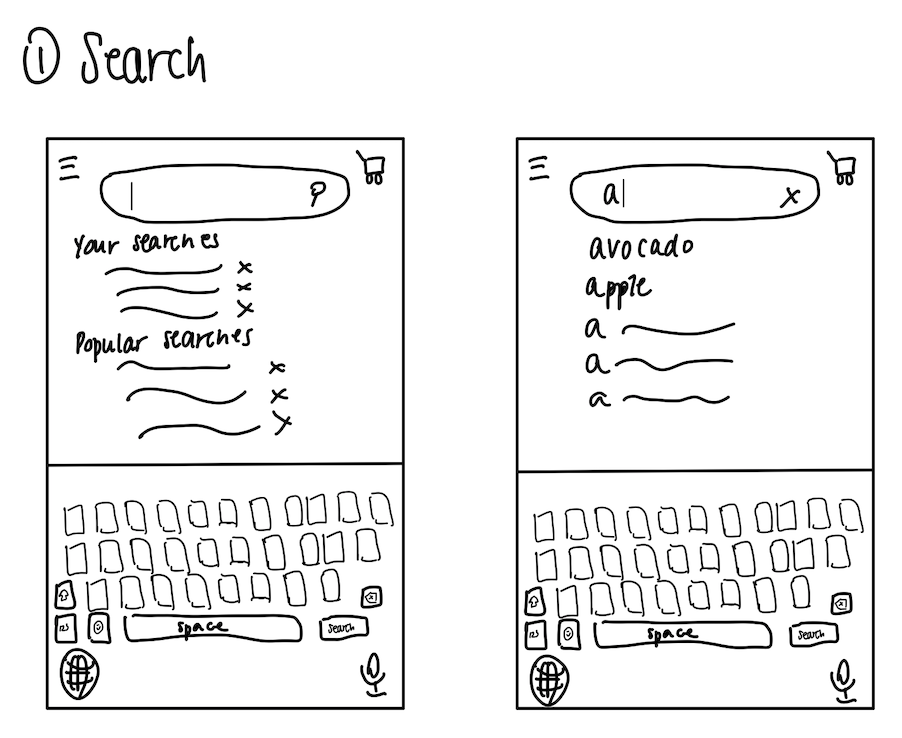 ① Search
Your searches
x
x
x
Popular searches
x
x
x
123
space
search
a
x
avocado
apple
a
a
a
123
space
search